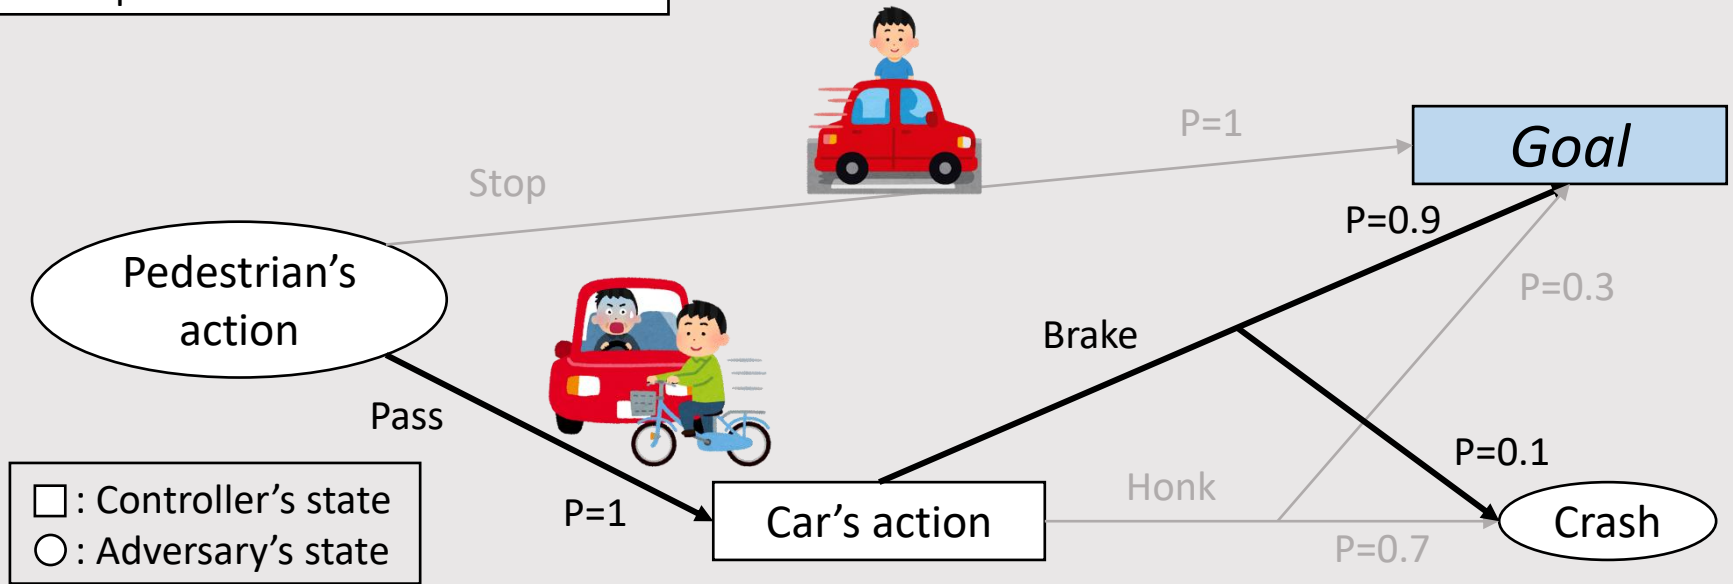 P=1
Goal
Stop
P=0.9
Pedestrian's
action
P=0.3
Brake
Pass
P=0.1
Honk
P=1
Car's action
Crash
P=0.7
□ : Controller's state
○ : Adversary's state